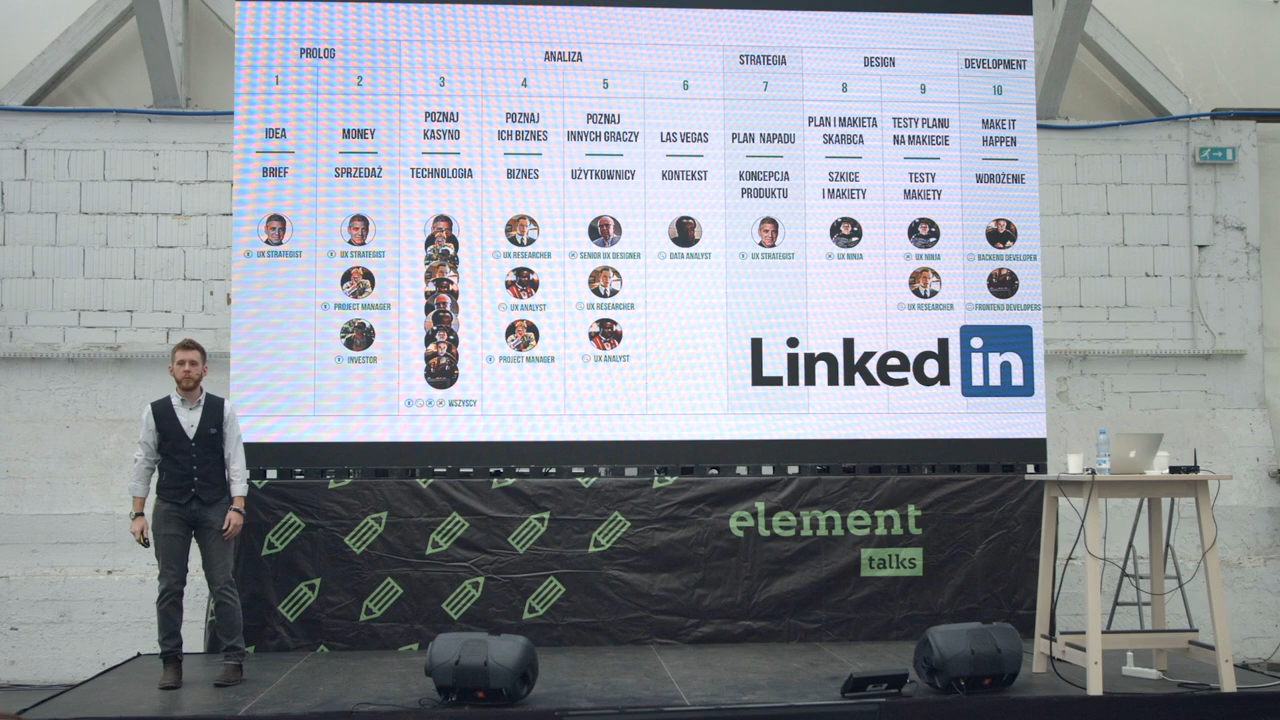 PROLOG
ANALIZA
STRATEGIA
DESIGN
DEVELOPMENT
1
2
3
4
5
6
7
8
9
10
IDEA
BRIEF
MONEY
SPRZEDAŻ
POZNAJ
KASYNO
TECHNOLOGIA
POZNAJ
ICH BIZNES
BIZNES
POZNAJ
INNYCH GRACZY
UŻYTKOWNICY
LAS VEGAS
KONTEKST
PLAN NAPADU
KONCEPCJA
PRODUKTU
PLAN I MAKIETA
SKARBCA
SZKICE
I MAKIETY
TESTY PLANU
NA MAKIECIE
TESTY
MAKIETY
MAKE IT
HAPPEN
WDROŻENIE
UX STRATEGIST
UX STRATEGIST
PROJECT MANAGER
INVESTOR
WSZYSCY
UX RESEARCHER
UX ANALYST
PROJECT MANAGER
SENIOR UX DESIGNER
UX RESEARCHER
UX ANALYST
DATA ANALYST
UX STRATEGIST
UX NINJA
UX NINJA
UX RESEARCHER
BACKEND DEVELOPER
FRONTEND DEVELOPERS
Linked in
element
talks